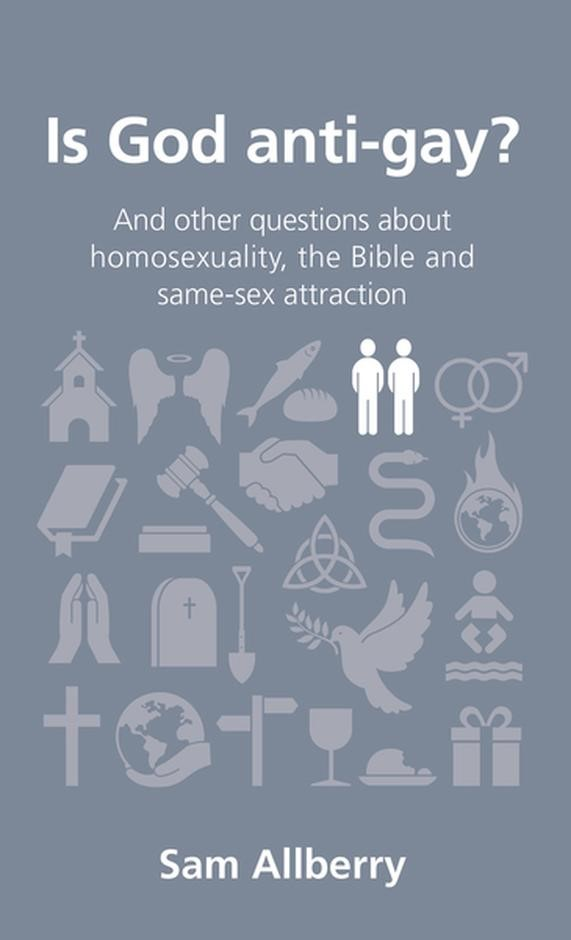 Is God anti-gay?
And other questions about
homosexuality, the Bible and
same-sex attraction
Sam Allberry